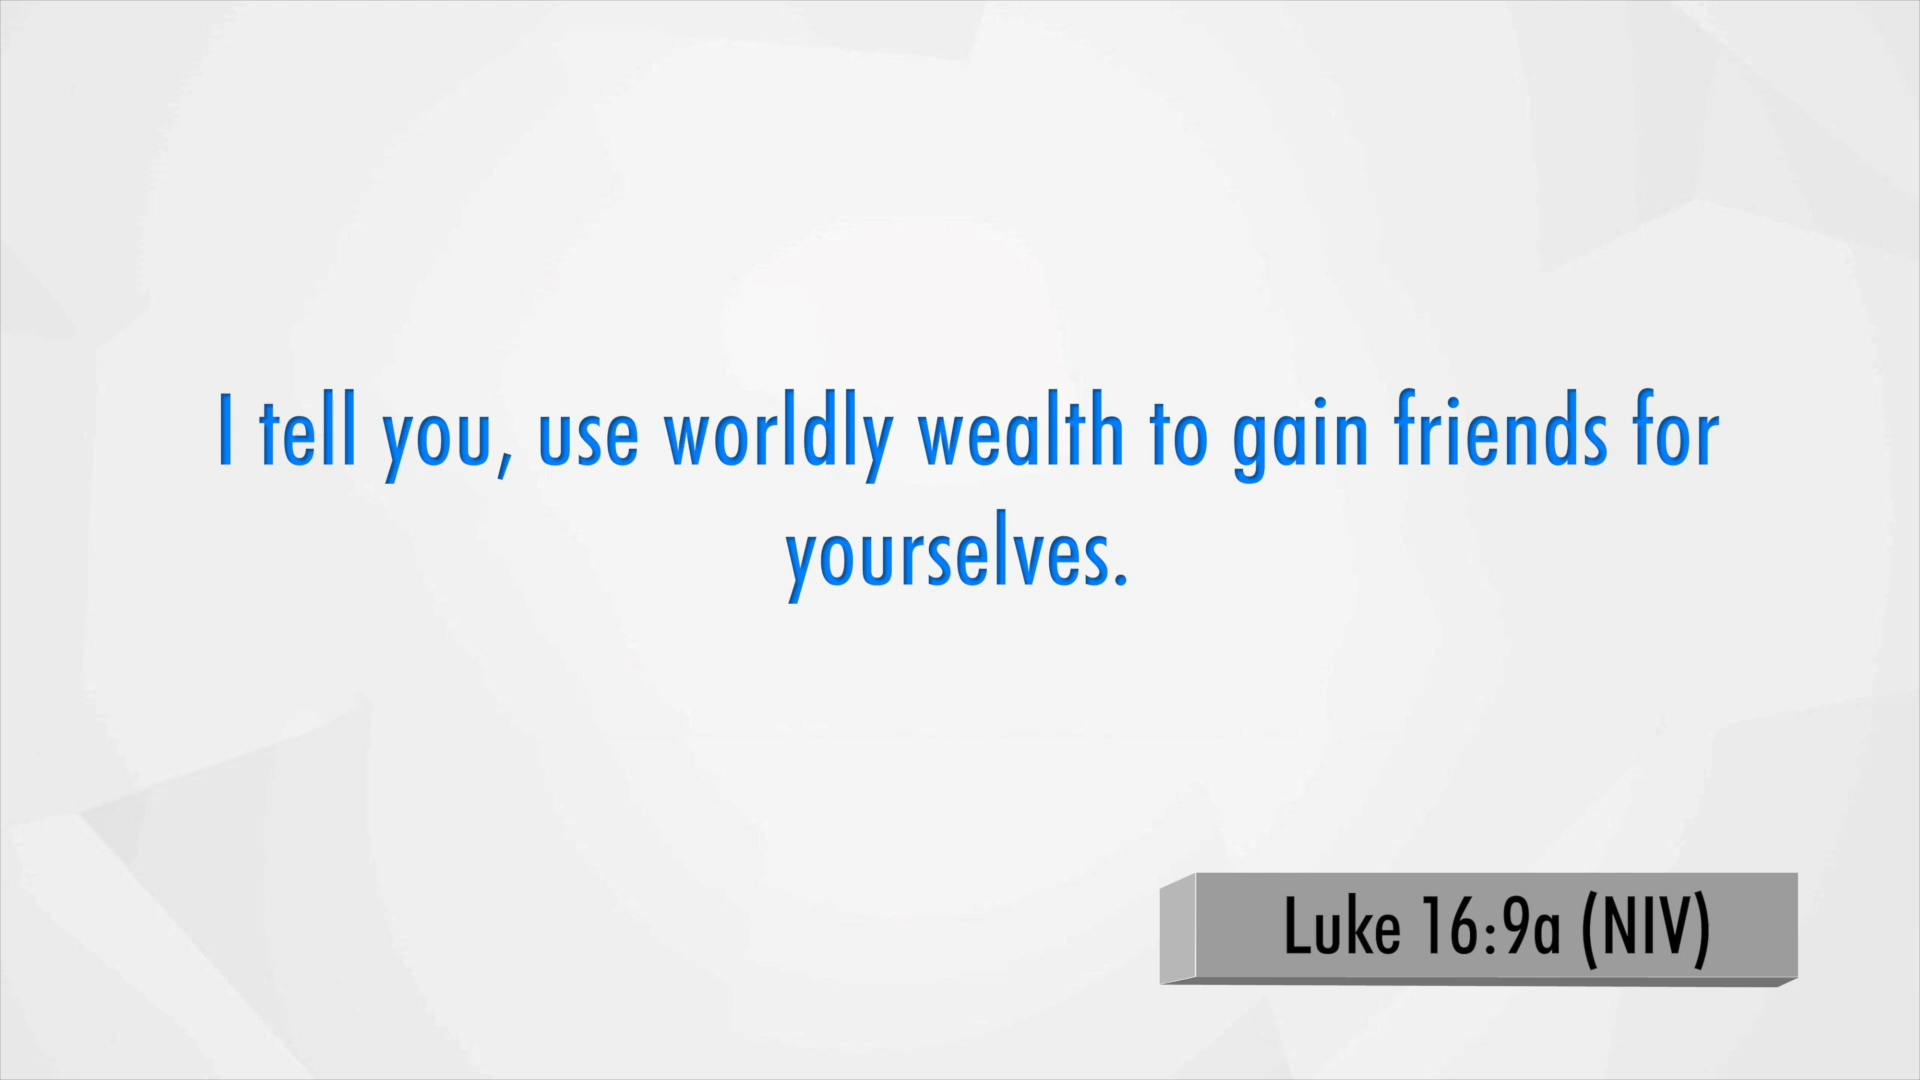 I tell you, use worldly wealth to gain friends for
yourselves.
Luke 16:9a (NIV)